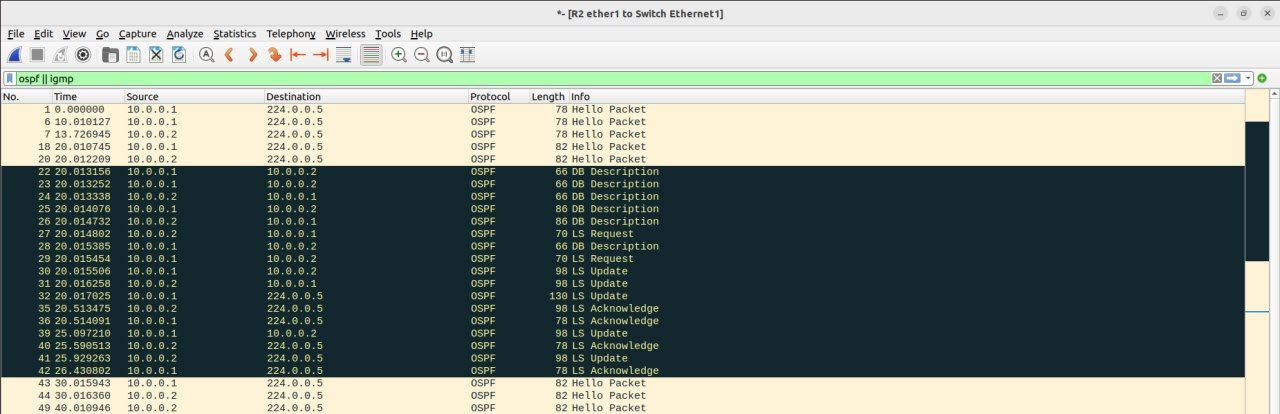 *- [R2 ether1 to Switch Ethernet1]
File Edit View Go Capture Analyze Statistics Telephony Wireless Tools Help
ospf || igmp
No. Time Source Destination Protocol Length Info
1 0.000000 10.0.0.1 224.0.0.5 OSPF 78 Hello Packet
6 10.010127 10.0.0.1 224.0.0.5 OSPF 78 Hello Packet
7 13.726945 10.0.0.2 224.0.0.5 OSPF 78 Hello Packet
18 20.010745 10.0.0.1 224.0.0.5 OSPF 82 Hello Packet
20 20.012209 10.0.0.2 224.0.0.5 OSPF 82 Hello Packet
22 20.013156 10.0.0.1 10.0.0.2 OSPF 66 DB Description
23 20.013252 10.0.0.1 10.0.0.2 OSPF 66 DB Description
24 20.013338 10.0.0.2 10.0.0.1 OSPF 66 DB Description
25 20.014076 10.0.0.1 10.0.0.2 OSPF 86 DB Description
26 20.014732 10.0.0.2 10.0.0.1 OSPF 86 DB Description
27 20.014802 10.0.0.2 10.0.0.1 OSPF 70 LS Request
28 20.015385 10.0.0.1 10.0.0.2 OSPF 66 DB Description
29 20.015454 10.0.0.1 10.0.0.2 OSPF 70 LS Request
30 20.015506 10.0.0.1 10.0.0.2 OSPF 98 LS Update
31 20.016258 10.0.0.2 10.0.0.1 OSPF 98 LS Update
32 20.017025 10.0.0.1 224.0.0.5 OSPF 130 LS Update
35 20.513475 10.0.0.2 224.0.0.5 OSPF 98 LS Acknowledge
36 20.514091 10.0.0.1 224.0.0.5 OSPF 78 LS Acknowledge
39 25.097210 10.0.0.1 10.0.0.2 OSPF 98 LS Update
40 25.590513 10.0.0.2 224.0.0.5 OSPF 78 LS Acknowledge
41 25.929263 10.0.0.2 224.0.0.5 OSPF 98 LS Update
42 26.430802 10.0.0.1 224.0.0.5 OSPF 78 LS Acknowledge
43 30.015943 10.0.0.1 224.0.0.5 OSPF 82 Hello Packet
44 30.016360 10.0.0.2 224.0.0.5 OSPF 82 Hello Packet
49 40.010946 10.0.0.2 224.0.0.5 OSPF 82 Hello Packet